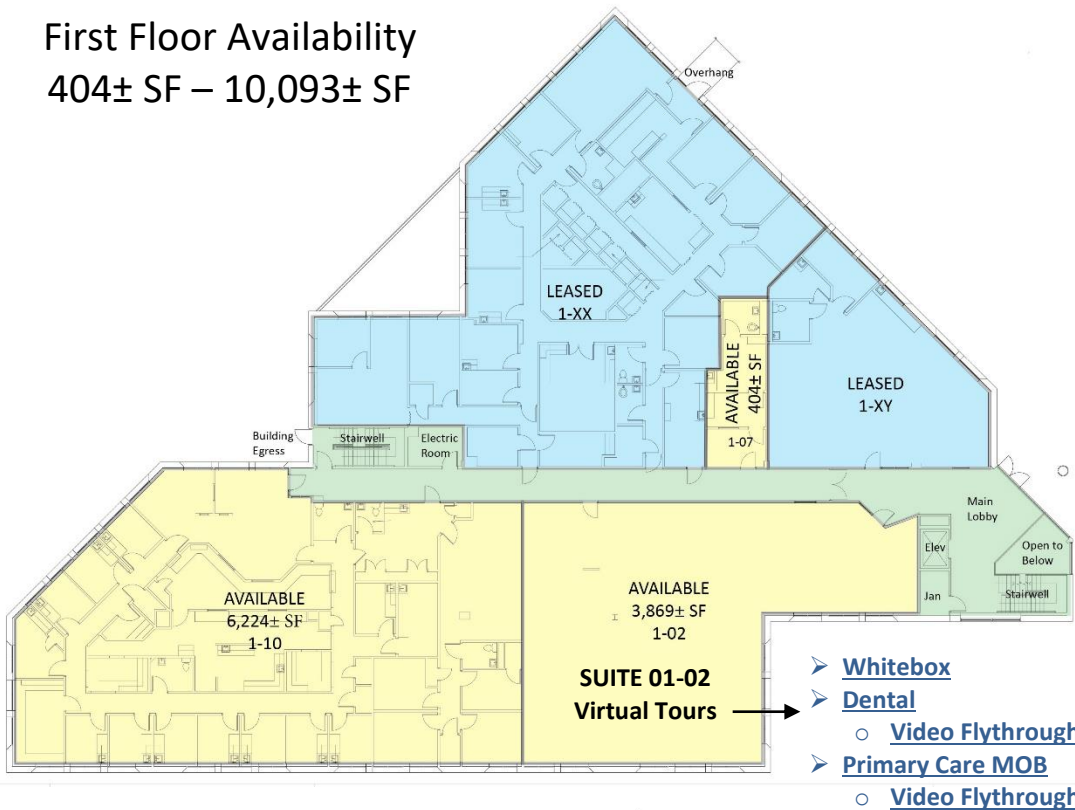 First Floor Availability
404± SF – 10,093± SF
Overhang
LEASED
1-XX
AVAILABLE
404± SF
1-07
LEASED
1-XY
Building
Egress
Stairwell
Electric
Room
Main
Lobby
Elev
Open to
Below
Jan
Stairwell
AVAILABLE
6,224± SF
1-10
AVAILABLE
3,869± SF
1-02
SUITE 01-02
Virtual Tours
➢ Whitebox
➢ Dental
○ Video Flythrough
➢ Primary Care MOB
○ Video Flythrough